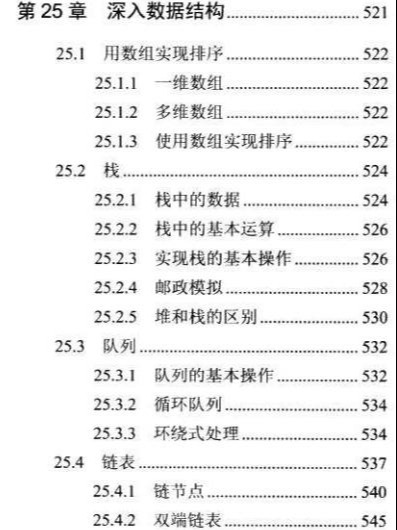 第 25 章 深入数据结构 ........................ 521
25.1 用数组实现排序 ........................ 522
25.1.1 一维数组 ........................ 522
25.1.2 多维数组 ........................ 522
25.1.3 使用数组实现排序 ........................ 522
25.2 栈 ........................ 524
25.2.1 栈中的数据 ........................ 524
25.2.2 栈中的基本运算 ........................ 526
25.2.3 实现栈的基本操作 ........................ 526
25.2.4 邮政模拟 ........................ 528
25.2.5 堆和栈的区别 ........................ 530
25.3 队列 ........................ 532
25.3.1 队列的基本操作 ........................ 532
25.3.2 循环队列 ........................ 534
25.3.3 环绕式处理 ........................ 534
25.4 链表 ........................ 537
25.4.1 链节点 ........................ 540
25.4.2 双端链表 ........................ 545